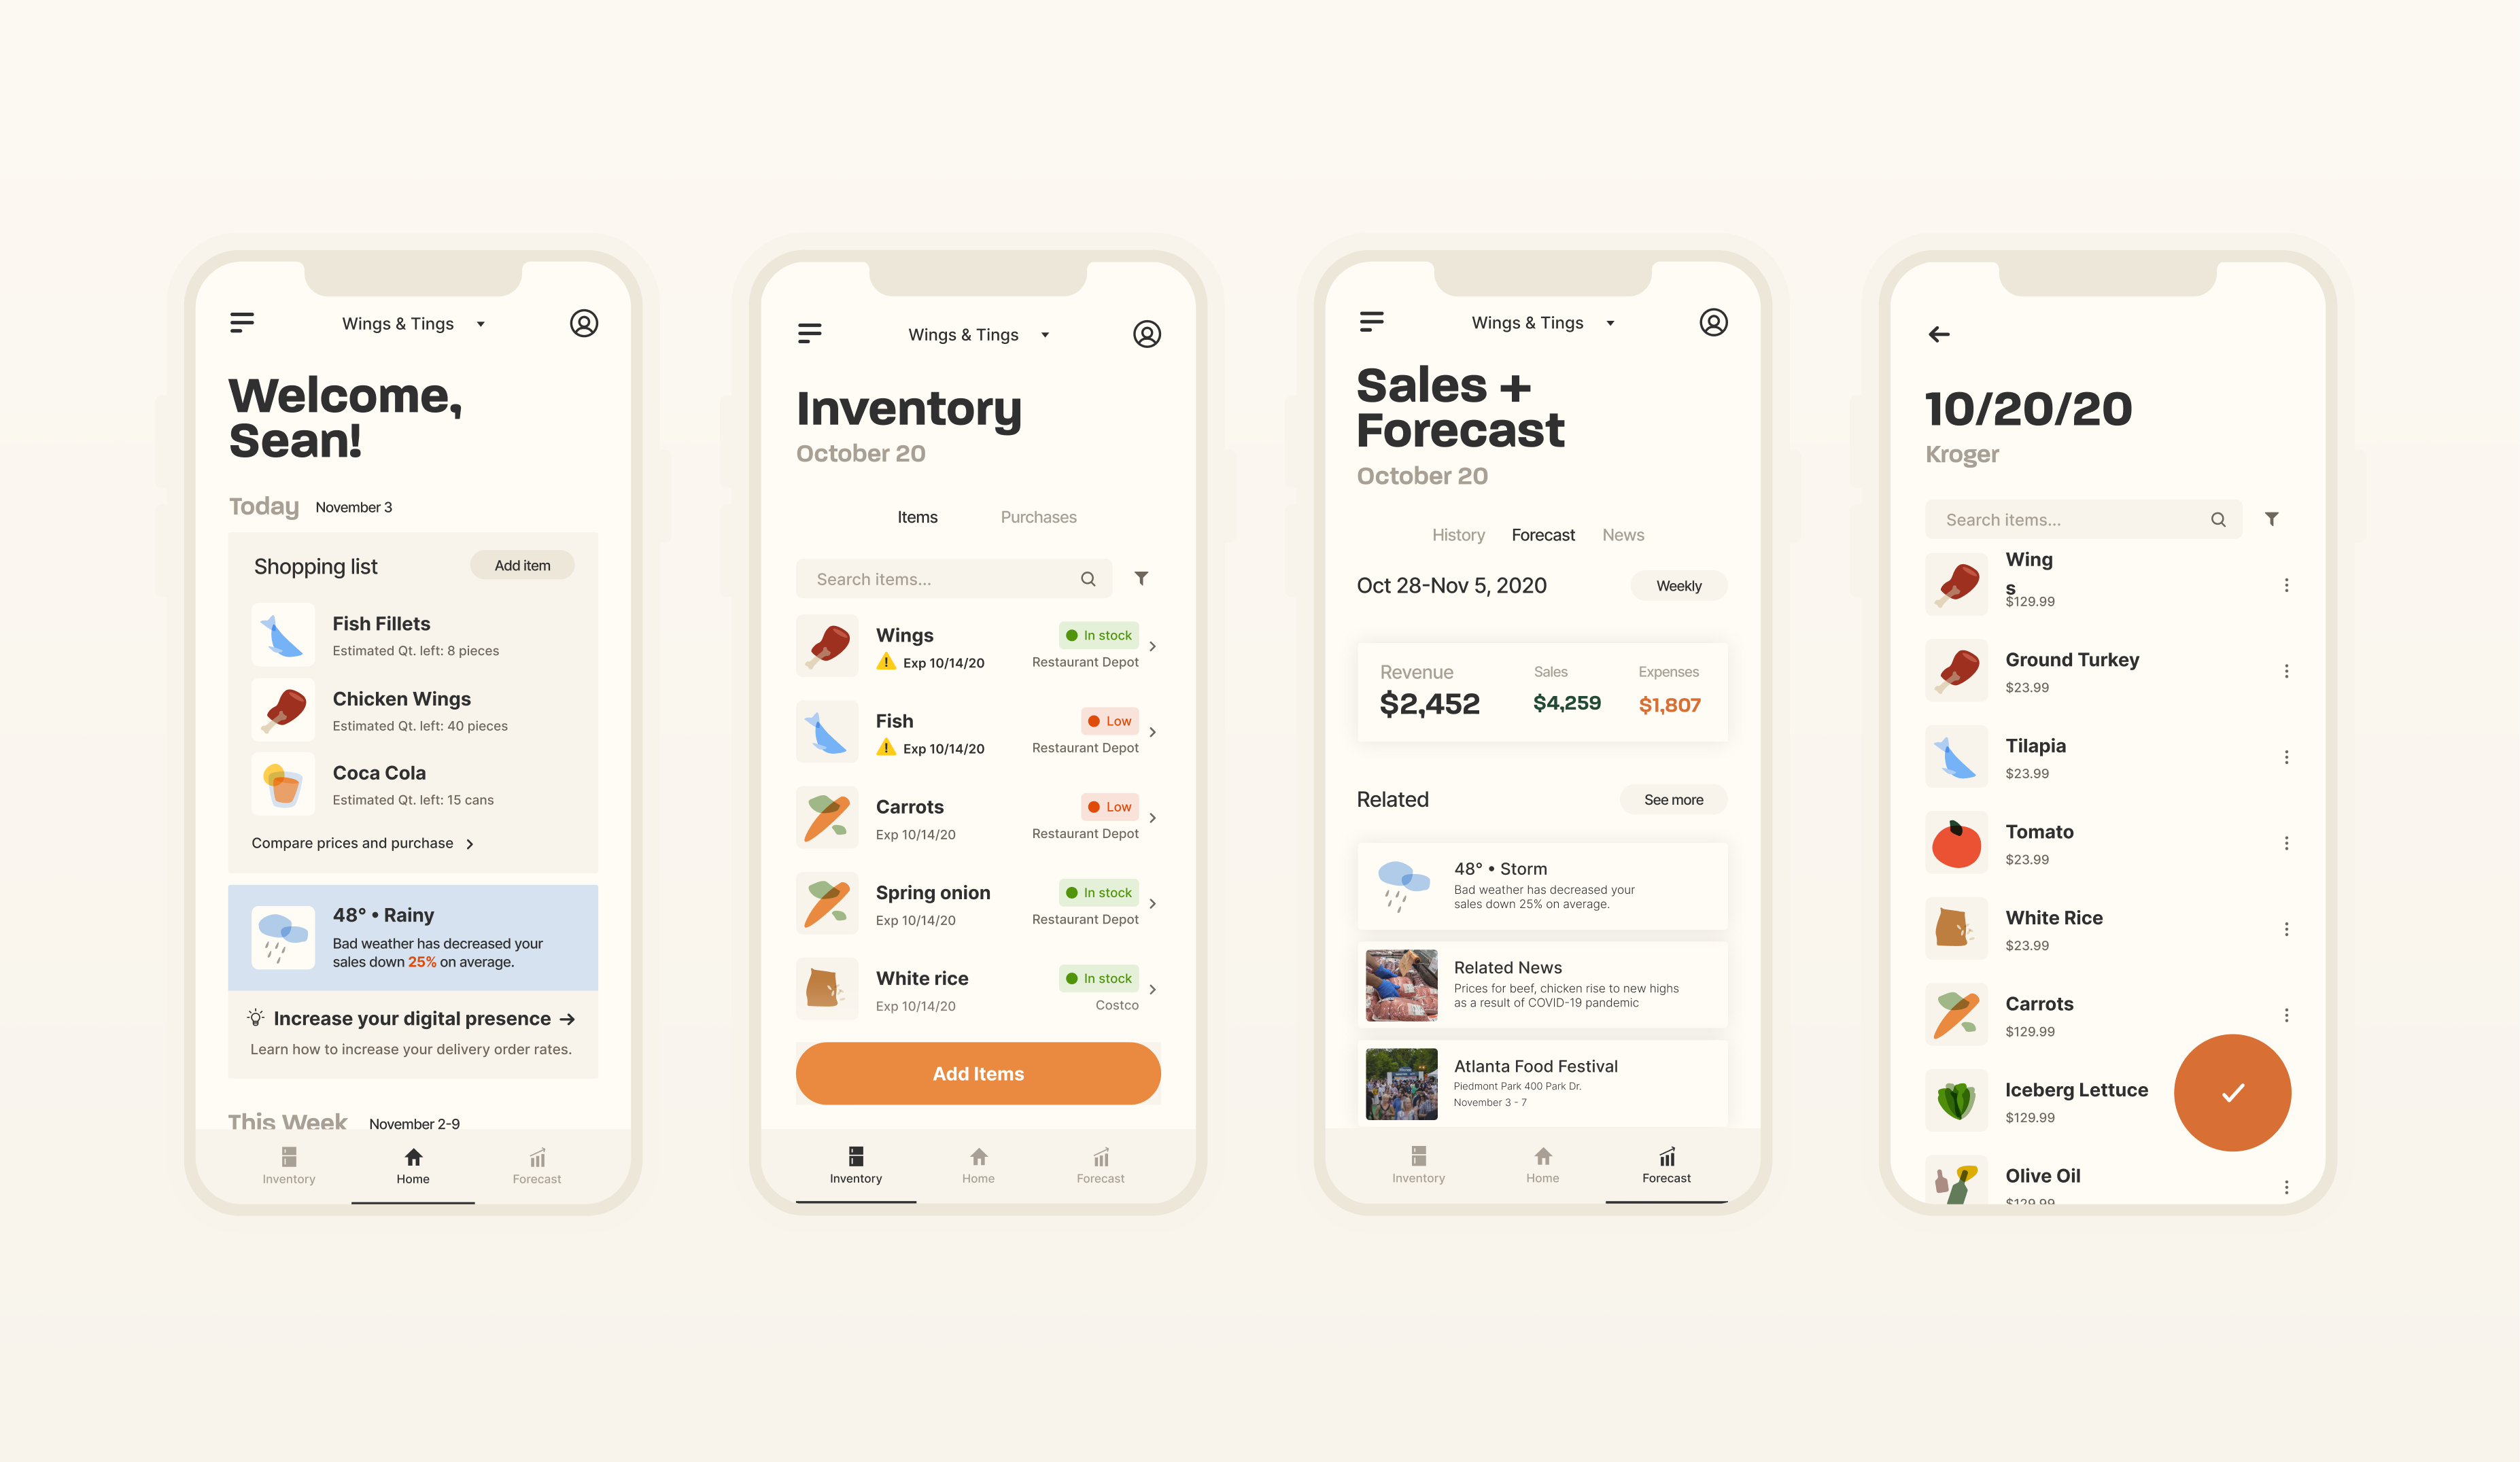 Wings & Tings
Welcome,
Sean!
Today November 3
Shopping list Add item
Fish Fillets
Estimated Qt. left: 8 pieces
Chicken Wings
Estimated Qt. left: 40 pieces
Coca Cola
Estimated Qt. left: 15 cans
Compare prices and purchase
48° • Rainy
Bad weather has decreased your
sales down 25% on average.
Increase your digital presence
Learn how to increase your delivery order rates.
This Week November 2-9
Inventory Home Forecast
Wings & Tings
Inventory
October 20
Items Purchases
Search items...
Wings In stock
Exp 10/14/20 Restaurant Depot
Fish Low
Exp 10/14/20 Restaurant Depot
Carrots Low
Exp 10/14/20 Restaurant Depot
Spring onion In stock
Exp 10/14/20 Restaurant Depot
White rice In stock
Exp 10/14/20 Costco
Add Items
Inventory Home Forecast
Wings & Tings
Sales +
Forecast
October 20
History Forecast News
Oct 28-Nov 5, 2020 Weekly
Revenue Sales Expenses
$2,452 $4,259 $1,807
Related See more
48° • Storm
Bad weather has decreased your
sales down 25% on average.
Related News
Prices for beef, chicken rise to new highs
as a result of COVID-19 pandemic
Atlanta Food Festival
Piedmont Park 400 Park Dr.
November 3 - 7
Inventory Home Forecast
10/20/20
Kroger
Search items...
Wing
s
$129.99
Ground Turkey
$23.99
Tilapia
$23.99
Tomato
$23.99
White Rice
$23.99
Carrots
$129.99
Iceberg Lettuce
$129.99
Olive Oil
$129.99